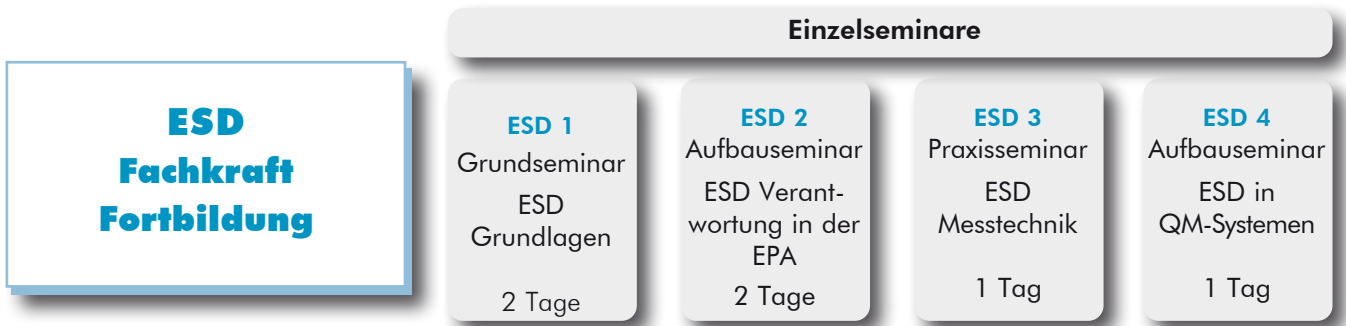 Einzelseminare
ESD
Fachkraft
Fortbildung
ESD 1
Grundseminar
ESD
Grundlagen
2 Tage
ESD 2
Aufbauseminar
ESD Verant-
wortung in der
EPA
2 Tage
ESD 3
Praxisseminar
ESD
Messtechnik
1 Tag
ESD 4
Aufbauseminar
ESD in
QM-Systemen
1 Tag